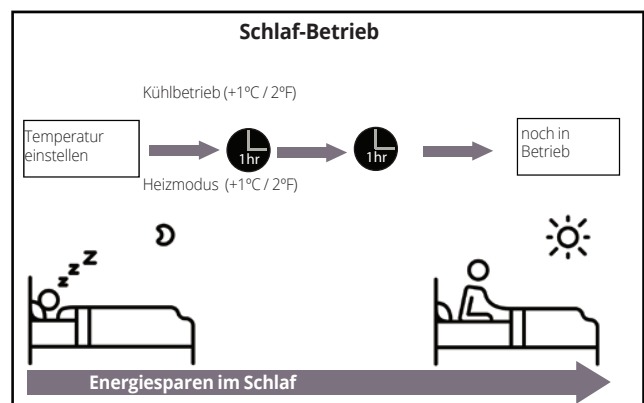 Schlaf-Betrieb
Kühlbetrieb (+1ºC / 2ºF)
Temperatur
einstellen
1hr
1hr
noch in
Betrieb
Heizmodus (+1ºC / 2ºF)
z z z Z
Energiesparen im Schlaf